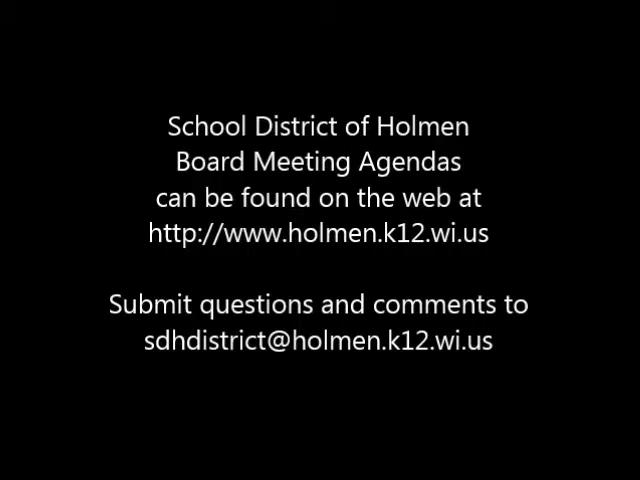 School District of Holmen
Board Meeting Agendas
can be found on the web at
http://www.holmen.k12.wi.us
Submit questions and comments to
sdhdistrict@holmen.k12.wi.us